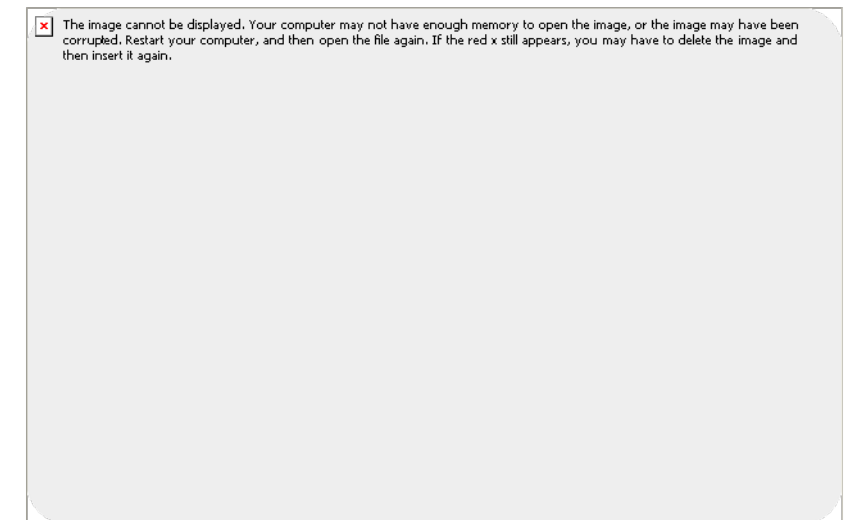 The image cannot be displayed. Your computer may not have enough memory to open the image, or the image may have been
corrupted. Restart your computer, and then open the file again. If the red x still appears, you may have to delete the image and
then insert it again.